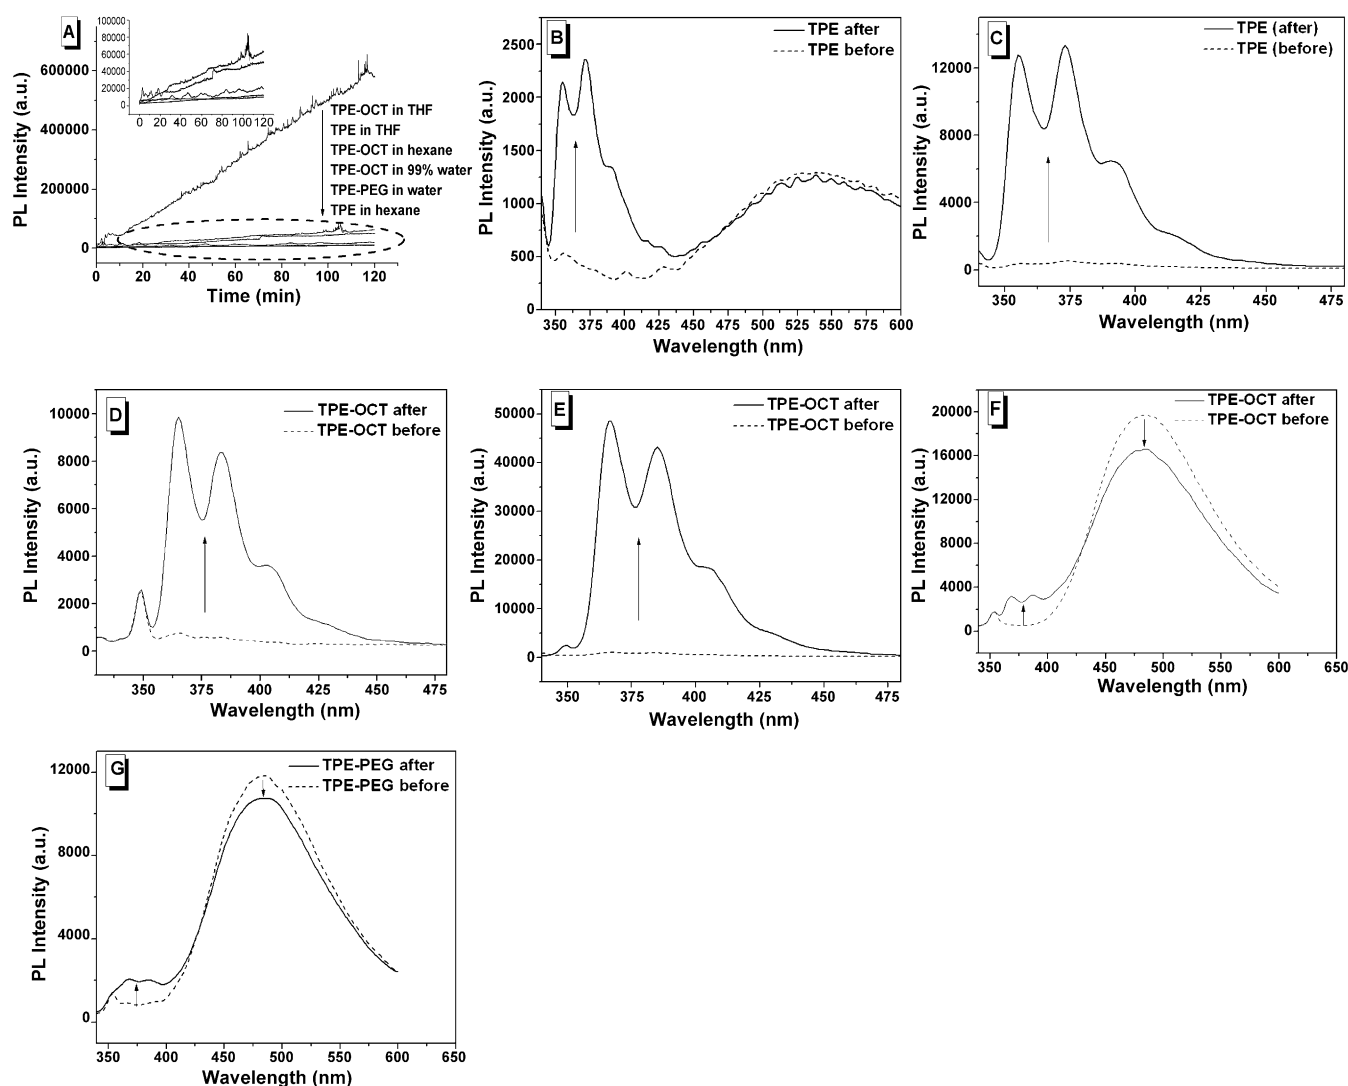 A
PL Intensity (a.u.)
600000
400000
200000
0
0 20 40 60 80 100 120
Time (min)
100000
80000
60000
40000
20000
0
0 20 40 60 80 100 120
TPE-OCT in THF
TPE in THF
TPE-OCT in hexane
TPE-OCT in 99% water
TPE-PEG in water
TPE in hexane
B
TPE after
TPE before
PL Intensity (a.u.)
2500
2000
1500
1000
500
0
350 375 400 425 450 475 500 525 550 575 600
Wavelength (nm)
C
TPE (after)
TPE (before)
PL Intensity (a.u.)
12000
8000
4000
0
350 375 400 425 450 475
Wavelength (nm)
D
TPE-OCT after
TPE-OCT before
PL Intensity (a.u.)
10000
8000
6000
4000
2000
0
350 375 400 425 450 475
Wavelength (nm)
E
TPE-OCT after
TPE-OCT before
PL Intensity (a.u.)
50000
40000
30000
20000
10000
0
350 375 400 425 450 475
Wavelength (nm)
F
TPE-OCT after
TPE-OCT before
PL Intensity (a.u.)
20000
16000
12000
8000
4000
0
350 400 450 500 550 600 650
Wavelength (nm)
G
TPE-PEG after
TPE-PEG before
PL Intensity (a.u.)
12000
8000
4000
0
350 400 450 500 550 600 650
Wavelength (nm)